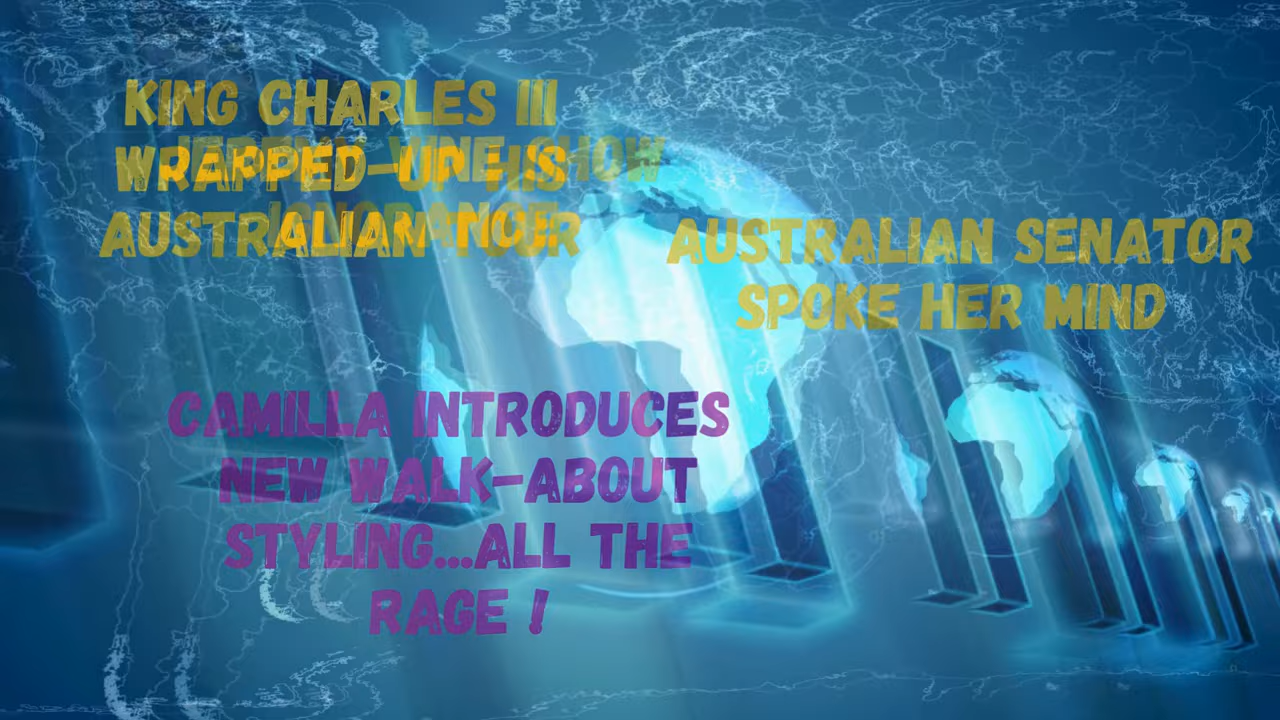 KING CHARLES III
WRAPPED-UP HIS
AUSTRALIAN TOUR
SHOW
AUSTRALIAN SENATOR
SPOKE HER MIND
CAMILLA INTRODUCES
NEW WALK-ABOUT
STYLING...ALL THE
RAGE !